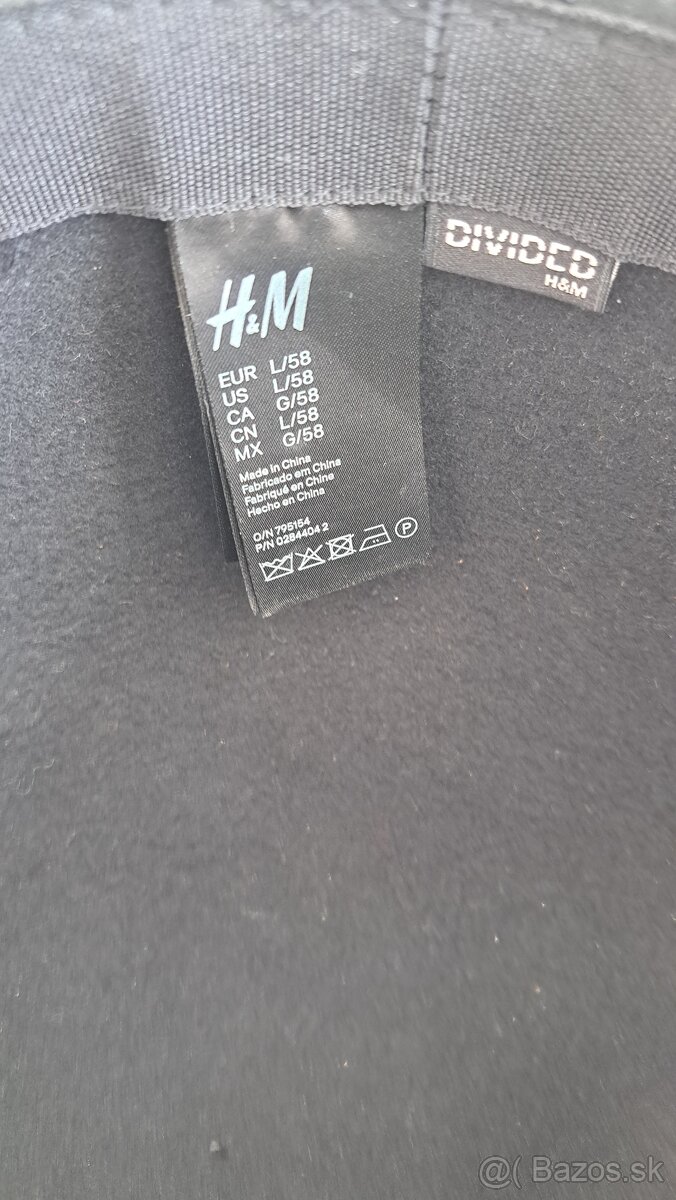 H&M
EUR L/58
US L/58
CA G/58
CN L/58
MX G/58
Made in China
Fabricado em China
Fabriqué en China
Hecho en China
O/N 795154
P/N 0284404 2
P
DIVIDED
H&M
@( Bazos.sk